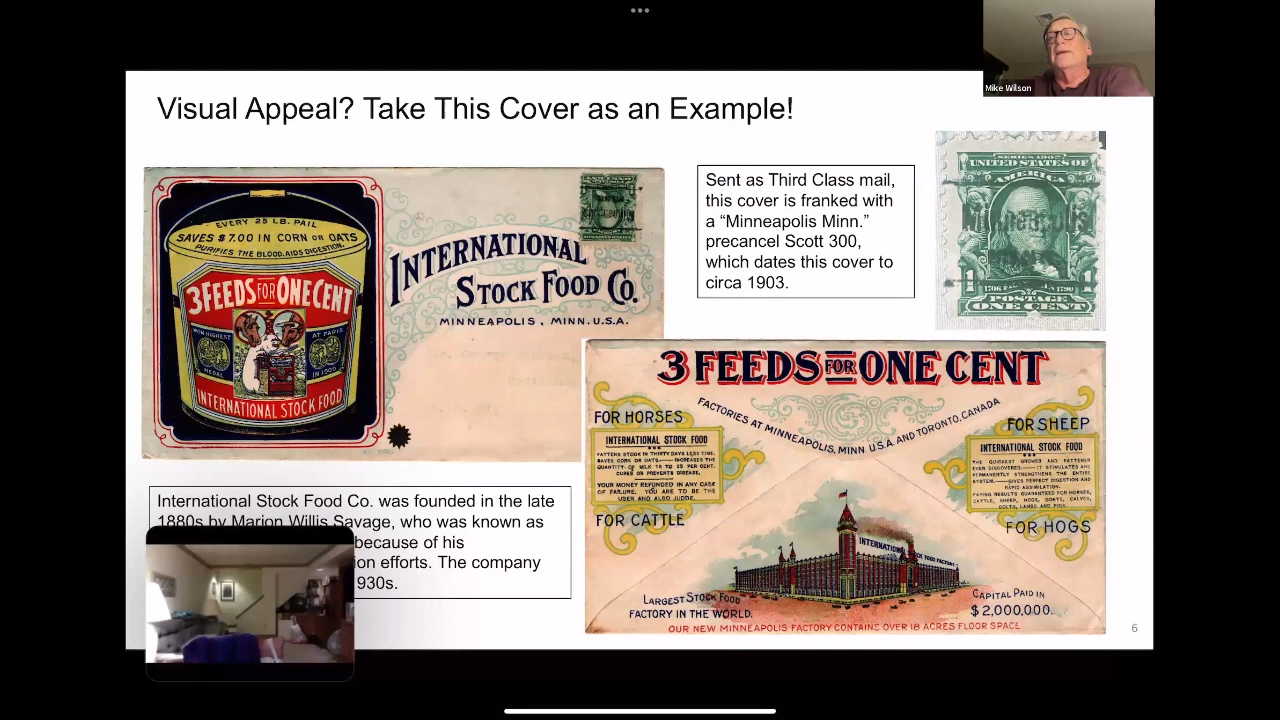 Mike Wilson
Visual Appeal? Take This Cover as an Example!
EVERY 25 LB. PAIL
SAVES $7.00 IN CORN OR OATS
PURIFIES THE BLOOD. AIDS DIGESTION.
3 FEEDS FOR ONE CENT
WON HIGHEST
MEDAL
AT PARIS
IN 1900
INTERNATIONAL STOCK FOOD
INTERNATIONAL
STOCK FOOD CO.
MINNEAPOLIS, MINN. U.S.A.
Sent as Third Class mail,
this cover is franked with
a “Minneapolis Minn.”
precancel Scott 300,
which dates this cover to
circa 1903.
SERIES 1902
UNITED STATES OF
AMERICA
1706 1790
1 1
POSTAGE
ONE CENT
3 FEEDS FOR ONE CENT
FACTORIES AT MINNEAPOLIS, MINN U.S.A. AND TORONTO, CANADA
FOR HORSES
INTERNATIONAL STOCK FOOD
FATTENS STOCK IN THIRTY DAYS LESS TIME.
SAVES CORN OR OATS.—INCREASES THE
QUANTITY OF MILK 15 TO 25 PER CENT.
CURES OR PREVENTS DISEASE.
YOUR MONEY REFUNDED IN ANY CASE
OF FAILURE. YOU ARE TO BE THE
USER AND ALSO JUDGE.
FOR CATTLE
FOR SHEEP
INTERNATIONAL STOCK FOOD
THE QUICKEST GROWER AND FATTENER
EVER DISCOVERED.—IT STIMULATES AND
PERMANENTLY STRENGTHENS THE ENTIRE
SYSTEM.—GIVES PERFECT DIGESTION AND
RAPID ASSIMILATION.
PAYING RESULTS GUARANTEED FOR HORSES,
CATTLE, SHEEP, HOGS, GOATS, CALVES,
COLTS, LAMBS AND PIGS.
FOR HOGS
INTERNATIONAL STOCK FOOD FACTORY
LARGEST STOCK FOOD
FACTORY IN THE WORLD.
CAPITAL PAID IN
$2,000,000.
OUR NEW MINNEAPOLIS FACTORY CONTAINS OVER 18 ACRES FLOOR SPACE
International Stock Food Co. was founded in the late
1880s by Marion Willis Savage, who was known as
because of his
ion efforts. The company
930s.
6